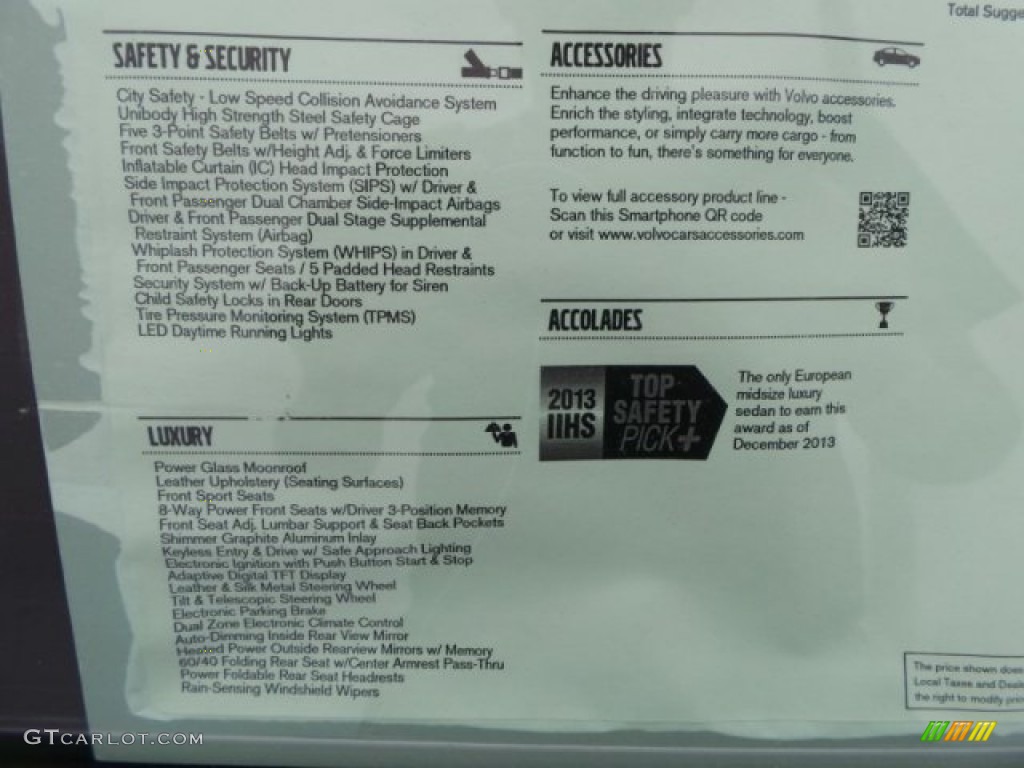 Total Sugge
SAFETY & SECURITY
City Safety - Low Speed Collision Avoidance System
Unibody High Strength Steel Safety Cage
Five 3-Point Safety Belts w/ Pretensioners
Front Safety Belts w/Height Adj. & Force Limiters
Inflatable Curtain (IC) Head Impact Protection
Side Impact Protection System (SIPS) w/ Driver &
Front Passenger Dual Chamber Side-Impact Airbags
Driver & Front Passenger Dual Stage Supplemental
Restraint System (Airbag)
Whiplash Protection System (WHIPS) in Driver &
Front Passenger Seats / 5 Padded Head Restraints
Security System w/ Back-Up Battery for Siren
Child Safety Locks in Rear Doors
Tire Pressure Monitoring System (TPMS)
LED Daytime Running Lights
LUXURY
Power Glass Moonroof
Leather Upholstery (Seating Surfaces)
Front Sport Seats
8-Way Power Front Seats w/Driver 3-Position Memory
Front Seat Adj. Lumbar Support & Seat Back Pockets
Shimmer Graphite Aluminum Inlay
Keyless Entry & Drive w/ Safe Approach Lighting
Electronic Ignition with Push Button Start & Stop
Adaptive Digital TFT Display
Leather & Silk Metal Steering Wheel
Tilt & Telescopic Steering Wheel
Electronic Parking Brake
Dual Zone Electronic Climate Control
Auto-Dimming Inside Rear View Mirror
Heated Power Outside Rearview Mirrors w/ Memory
60/40 Folding Rear Seat w/Center Armrest Pass-Thru
Power Foldable Rear Seat Headrests
Rain-Sensing Windshield Wipers
ACCESSORIES
Enhance the driving pleasure with Volvo accessories.
Enrich the styling, integrate technology, boost
performance, or simply carry more cargo - from
function to fun, there's something for everyone.
To view full accessory product line -
Scan this Smartphone QR code
or visit www.volvocarsaccessories.com
ACCOLADES
2013
IIHS
TOP
SAFETY
PICK+
The only European
midsize luxury
sedan to earn this
award as of
December 2013
The price shown does
Local Taxes and Deale
the right to modify pric
GTCARLOT.COM